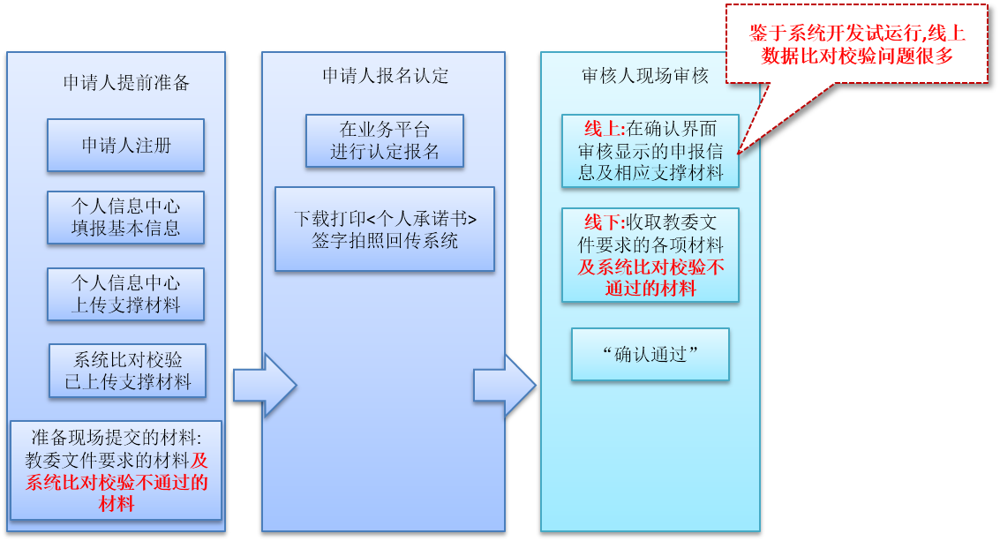 申请人提前准备
申请人注册
个人信息中心
填报基本信息
个人信息中心
上传支撑材料
系统比对校验
已上传支撑材料
准备现场提交的材料:
教委文件要求的材料及
系统比对校验不通过的
材料
申请人报名认定
在业务平台
进行认定报名
下载打印<个人承诺书>
签字拍照回传系统
审核人现场审核
线上:在确认界面
审核显示的申报信
息及相应支撑材料
线下:收取教委文
件要求的各项材料
及系统比对校验不
通过的材料
“确认通过”
鉴于系统开发试运行,线上
数据比对校验问题很多